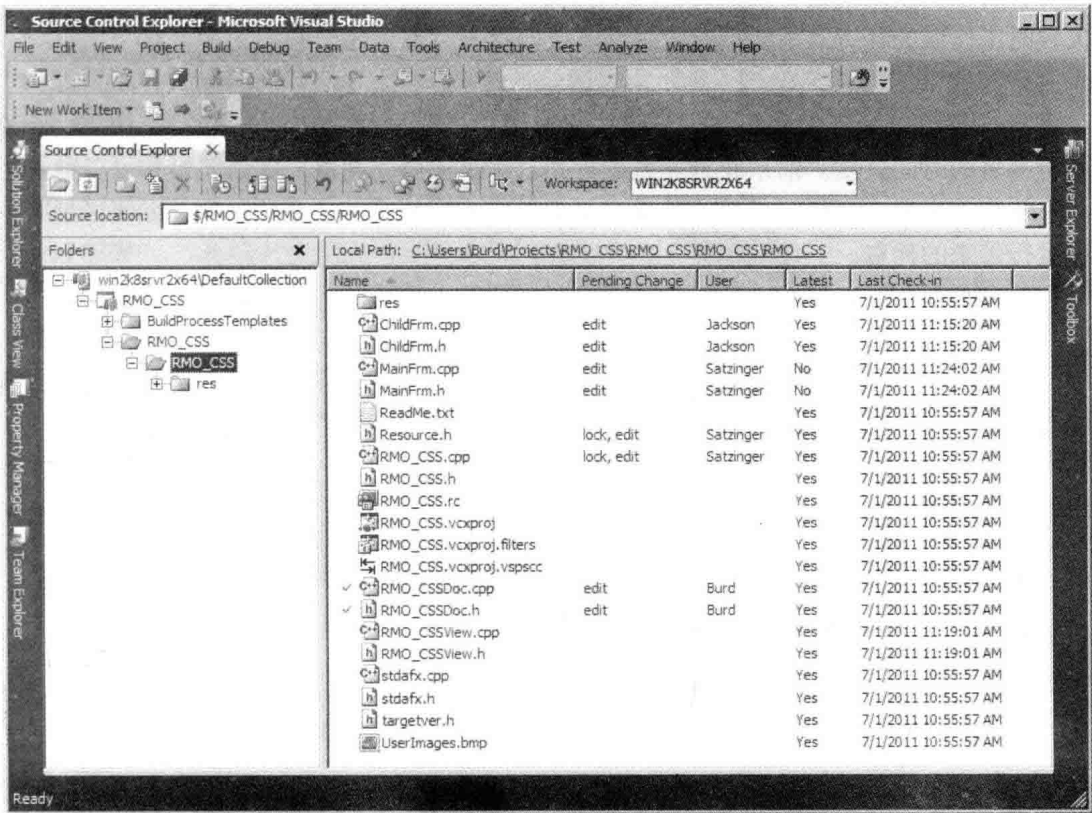 Source Control Explorer - Microsoft Visual Studio
File Edit View Project Build Debug Team Data Tools Architecture Test Analyze Window Help
New Work Item
Source Control Explorer
Workspace: WIN2K8SRVR2X64
Source location: $/RMO_CSS/RMO_CSS/RMO_CSS
Folders
Local Path: C:\Users\Burd\Projects\RMO_CSS\RMO_CSS\RMO_CSS\RMO_CSS
win2k8srvr2x64\DefaultCollection
RMO_CSS
BuildProcessTemplates
RMO_CSS
RMO_CSS
res
Name Pending Change User Latest Last Check-in
res Yes 7/1/2011 10:55:57 AM
ChildFrm.cpp edit Jackson Yes 7/1/2011 11:15:20 AM
ChildFrm.h edit Jackson Yes 7/1/2011 11:15:20 AM
MainFrm.cpp edit Satzinger No 7/1/2011 11:24:02 AM
MainFrm.h edit Satzinger No 7/1/2011 11:24:02 AM
ReadMe.txt Yes 7/1/2011 10:55:57 AM
Resource.h lock, edit Satzinger Yes 7/1/2011 10:55:57 AM
RMO_CSS.cpp lock, edit Satzinger Yes 7/1/2011 10:55:57 AM
RMO_CSS.h Yes 7/1/2011 10:55:57 AM
RMO_CSS.rc Yes 7/1/2011 10:55:57 AM
RMO_CSS.vcxproj Yes 7/1/2011 10:55:57 AM
RMO_CSS.vcxproj.filters Yes 7/1/2011 10:55:57 AM
RMO_CSS.vcxproj.vspscc Yes 7/1/2011 10:55:57 AM
RMO_CSSDoc.cpp edit Burd Yes 7/1/2011 10:55:57 AM
RMO_CSSDoc.h edit Burd Yes 7/1/2011 10:55:57 AM
RMO_CSSView.cpp Yes 7/1/2011 11:19:01 AM
RMO_CSSView.h Yes 7/1/2011 11:19:01 AM
stdafx.cpp Yes 7/1/2011 10:55:57 AM
stdafx.h Yes 7/1/2011 10:55:57 AM
targetver.h Yes 7/1/2011 10:55:57 AM
UserImages.bmp Yes 7/1/2011 10:55:57 AM
Solution Explorer
Class View
Property Manager
Team Explorer
Server Explorer
Toolbox
Ready